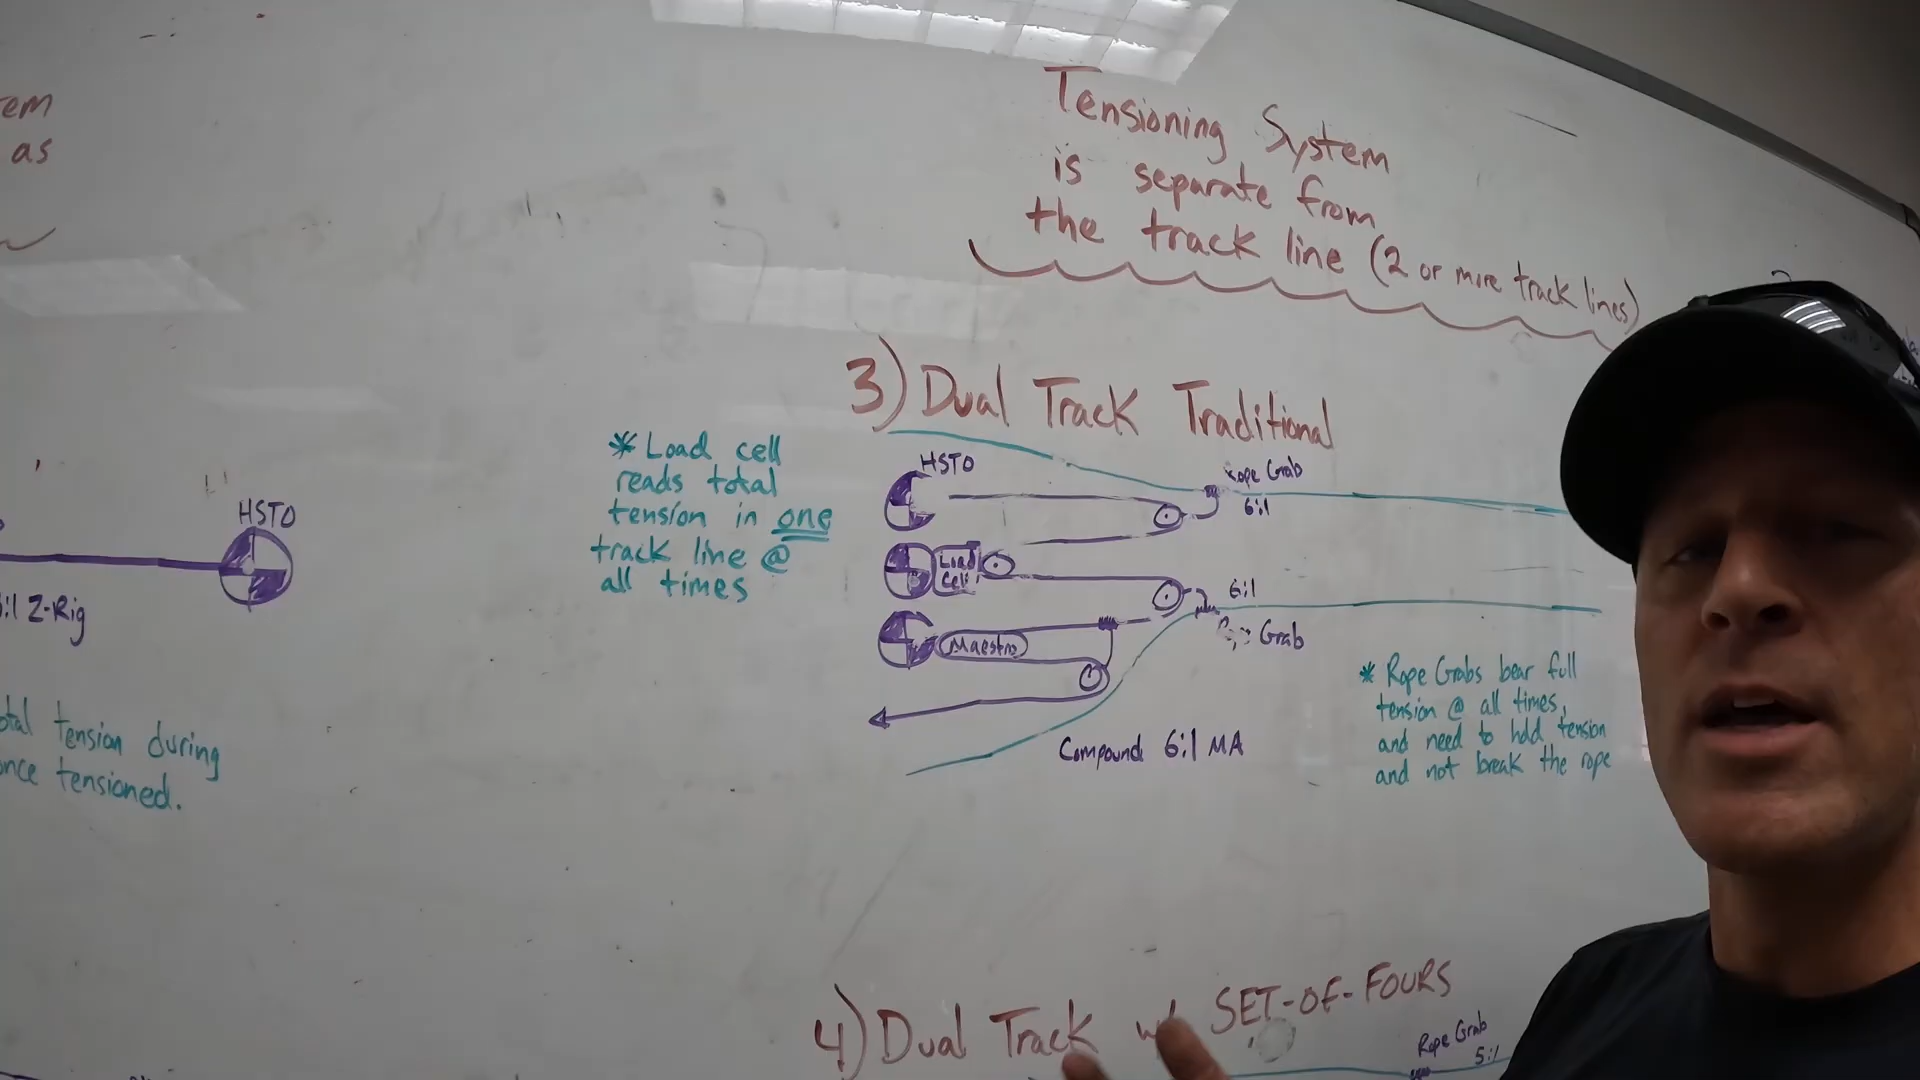 em
as
HSTO
:1 Z-Rig
otal tension during
once tensioned.
Tensioning System
is separate from
the track line (2 or more track lines)
3) Dual Track Traditional
* Load cell
reads total
tension in one
track line @
all times
HSTO
Rope Grab
6:1
Load
Cell
6:1
Rope Grab
Maestro
Compound 6:1 MA
* Rope Grabs bear full
tension @ all times,
and need to hold tension
and not break the rope
4) Dual Track w/ SET-OF-FOURS
Rope Grab
5:1